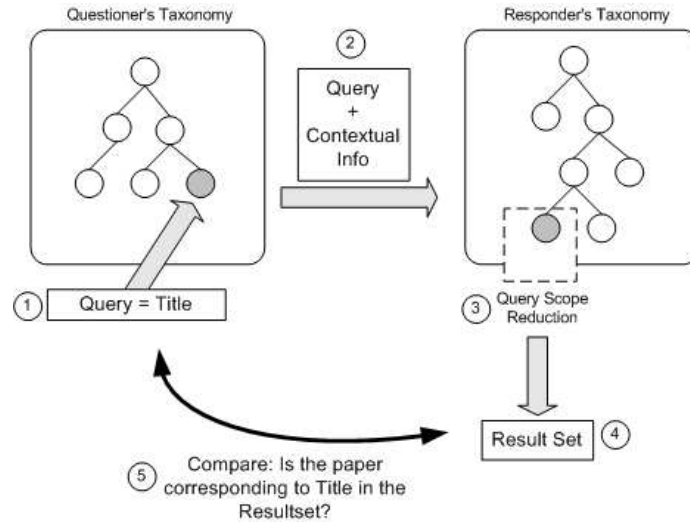 Questioner's Taxonomy
Responder's Taxonomy
2
Query
+
Contextual
Info
1
Query = Title
3
Query Scope
Reduction
Result Set
4
5
Compare: Is the paper
corresponding to Title in the
Resultset?